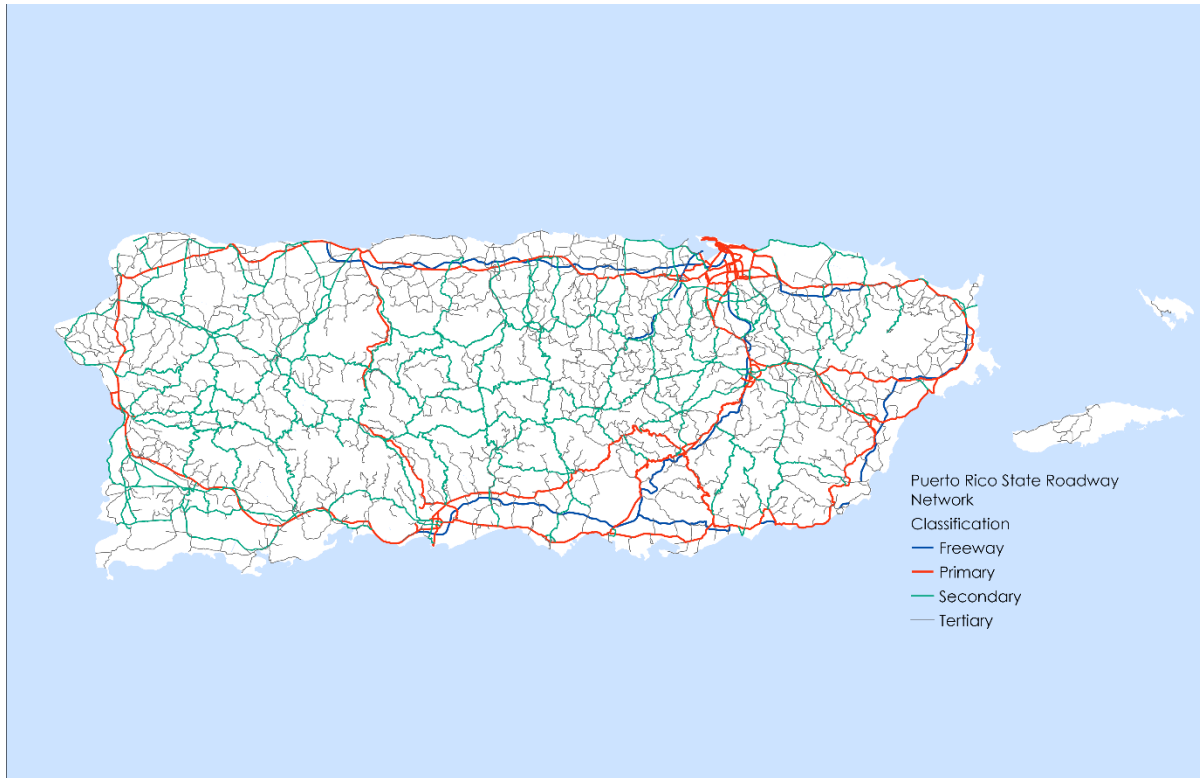 Puerto Rico State Roadway
Network
Classification
Freeway
Primary
Secondary
Tertiary